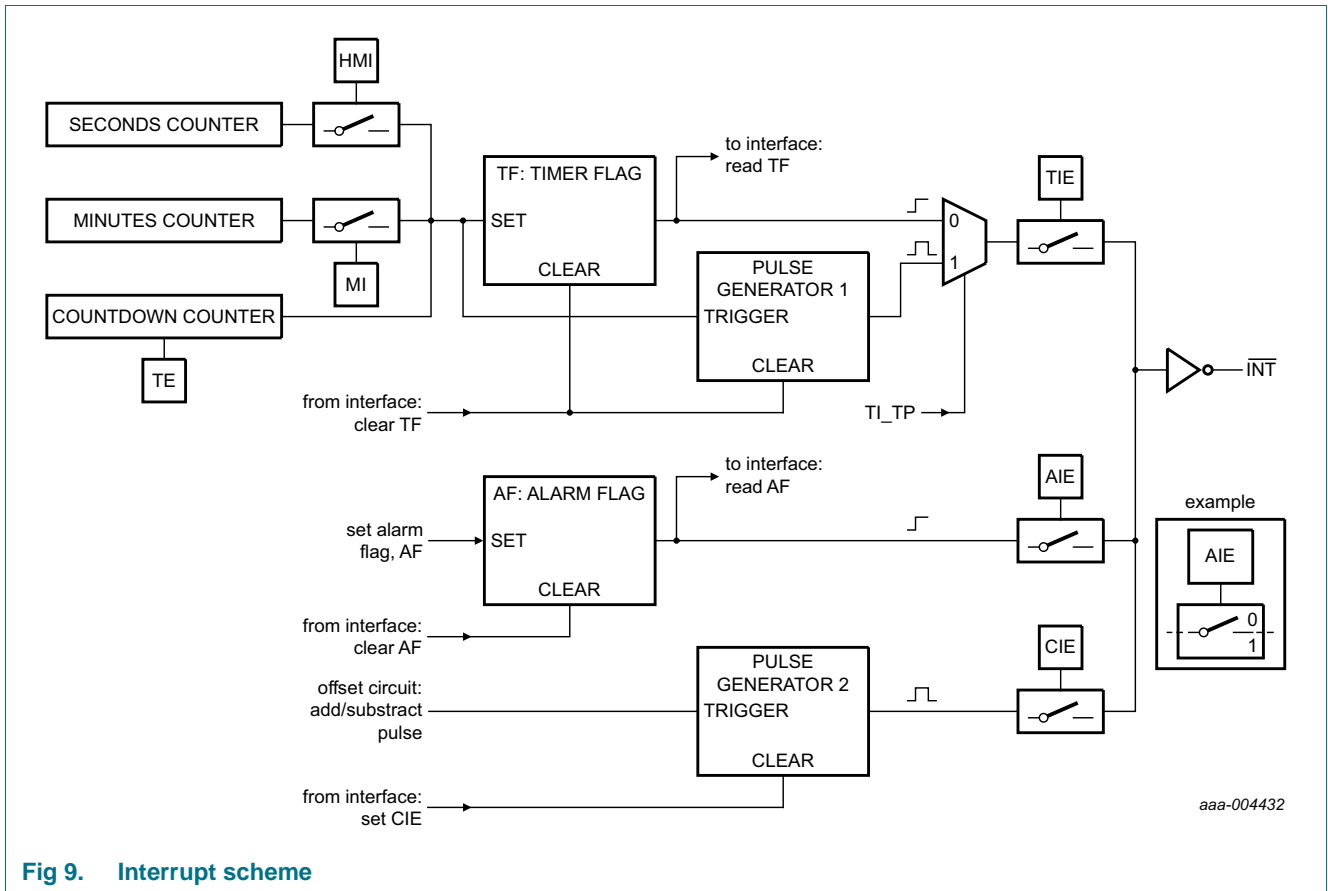 HMI
SECONDS COUNTER
MINUTES COUNTER
MI
COUNTDOWN COUNTER
TE
TF: TIMER FLAG
SET
CLEAR
to interface:
read TF
PULSE
GENERATOR 1
TRIGGER
CLEAR
from interface:
clear TF
0
1
TI_TP
TIE
INT
AF: ALARM FLAG
SET
CLEAR
set alarm
flag, AF
to interface:
read AF
from interface:
clear AF
AIE
example
AIE
0
1
offset circuit:
add/substract
pulse
PULSE
GENERATOR 2
TRIGGER
CLEAR
from interface:
set CIE
CIE
aaa-004432
Fig 9. Interrupt scheme